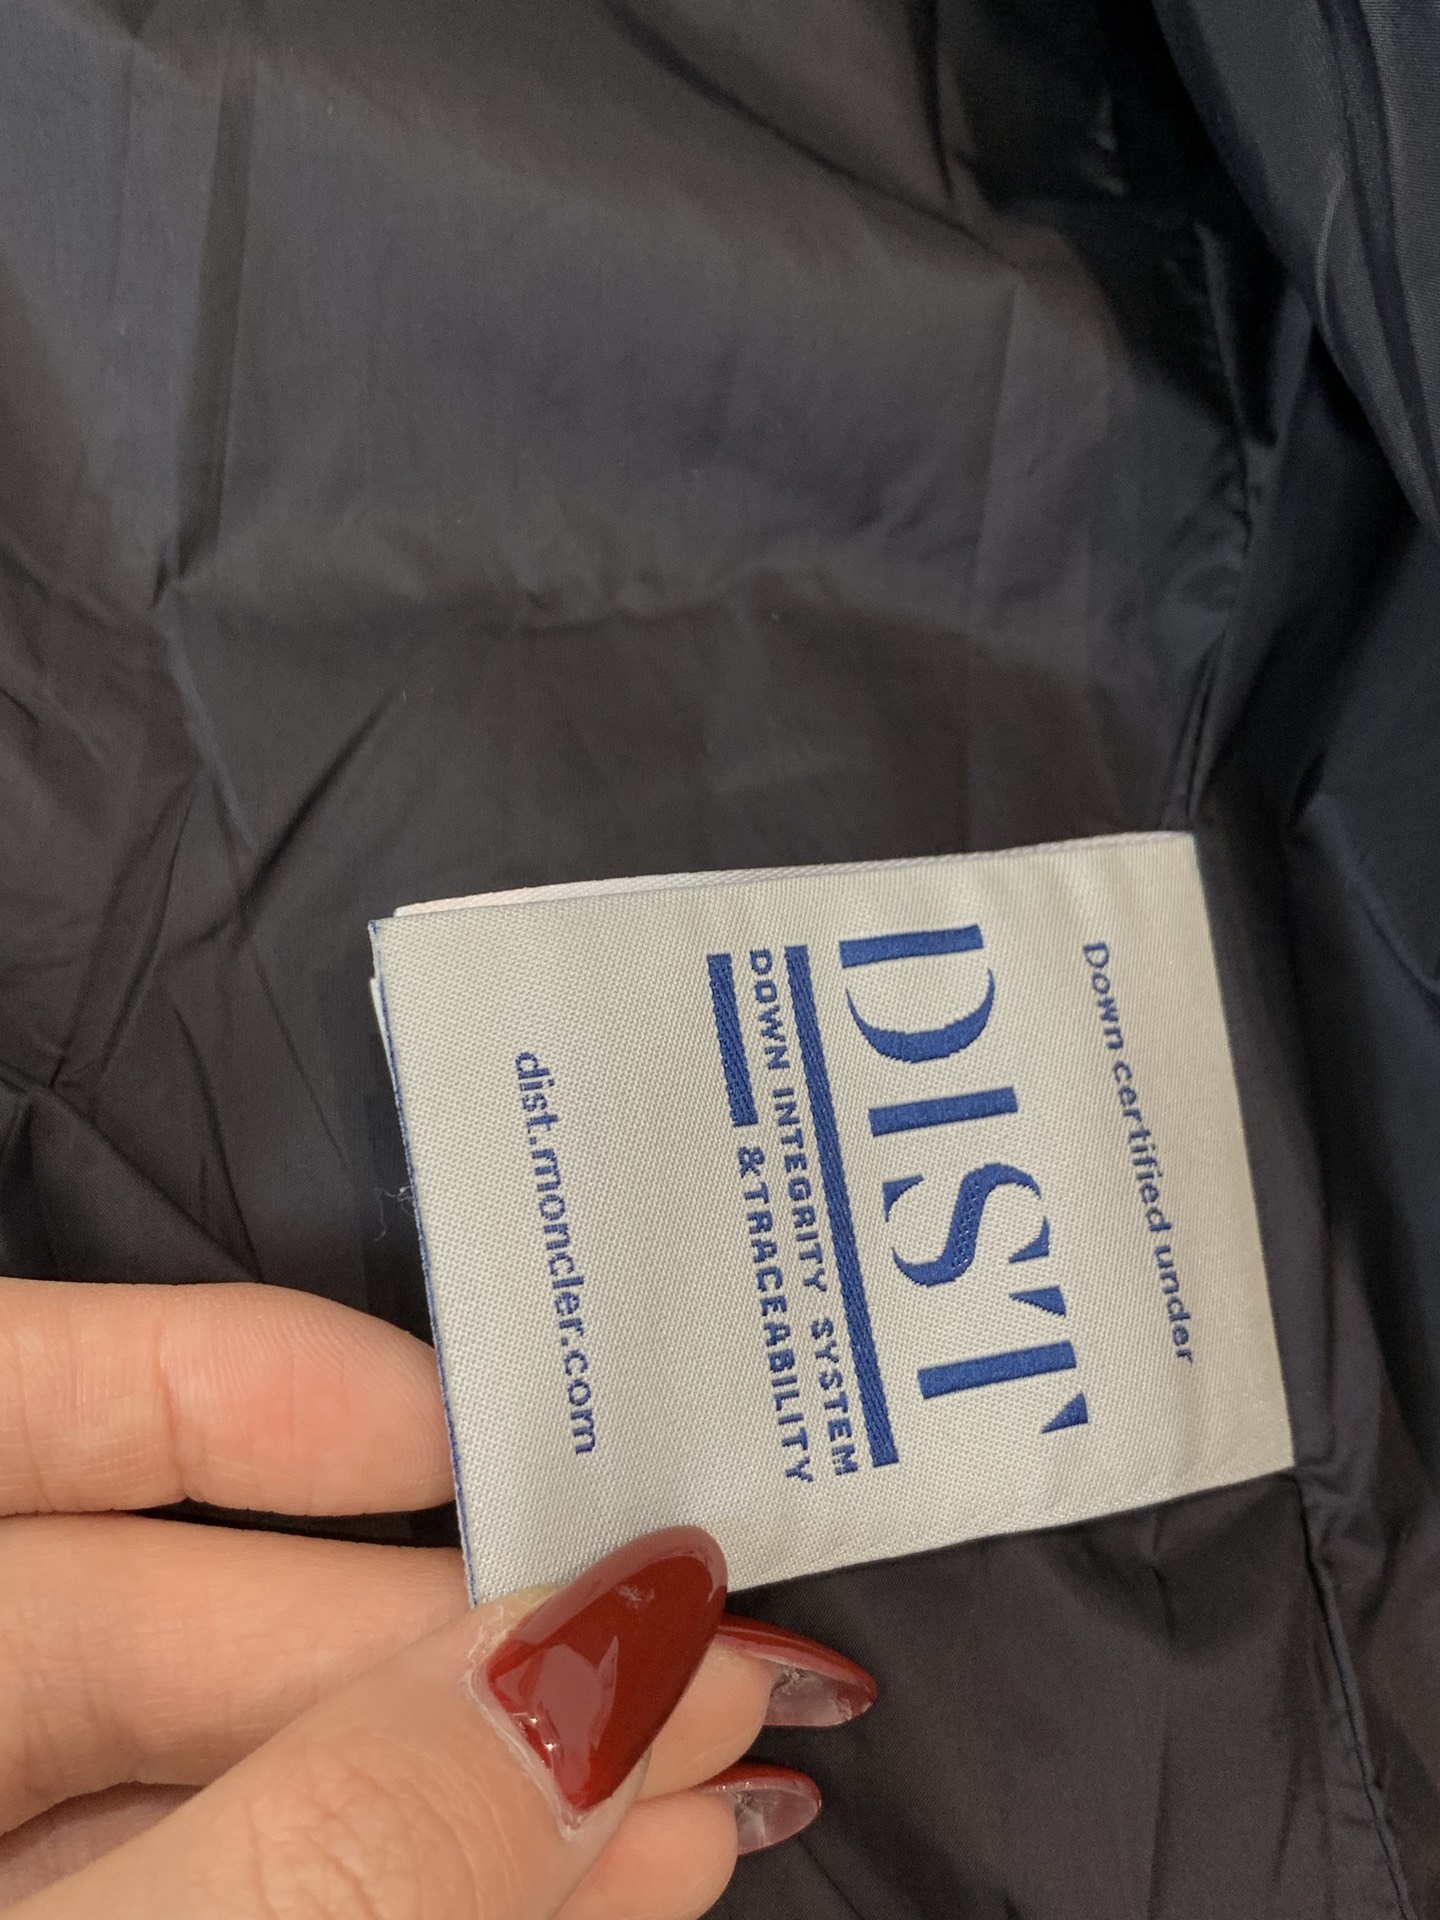 Down certified under
DIST
DOWN INTEGRITY SYSTEM
& TRACEABILITY
dist.moncler.com